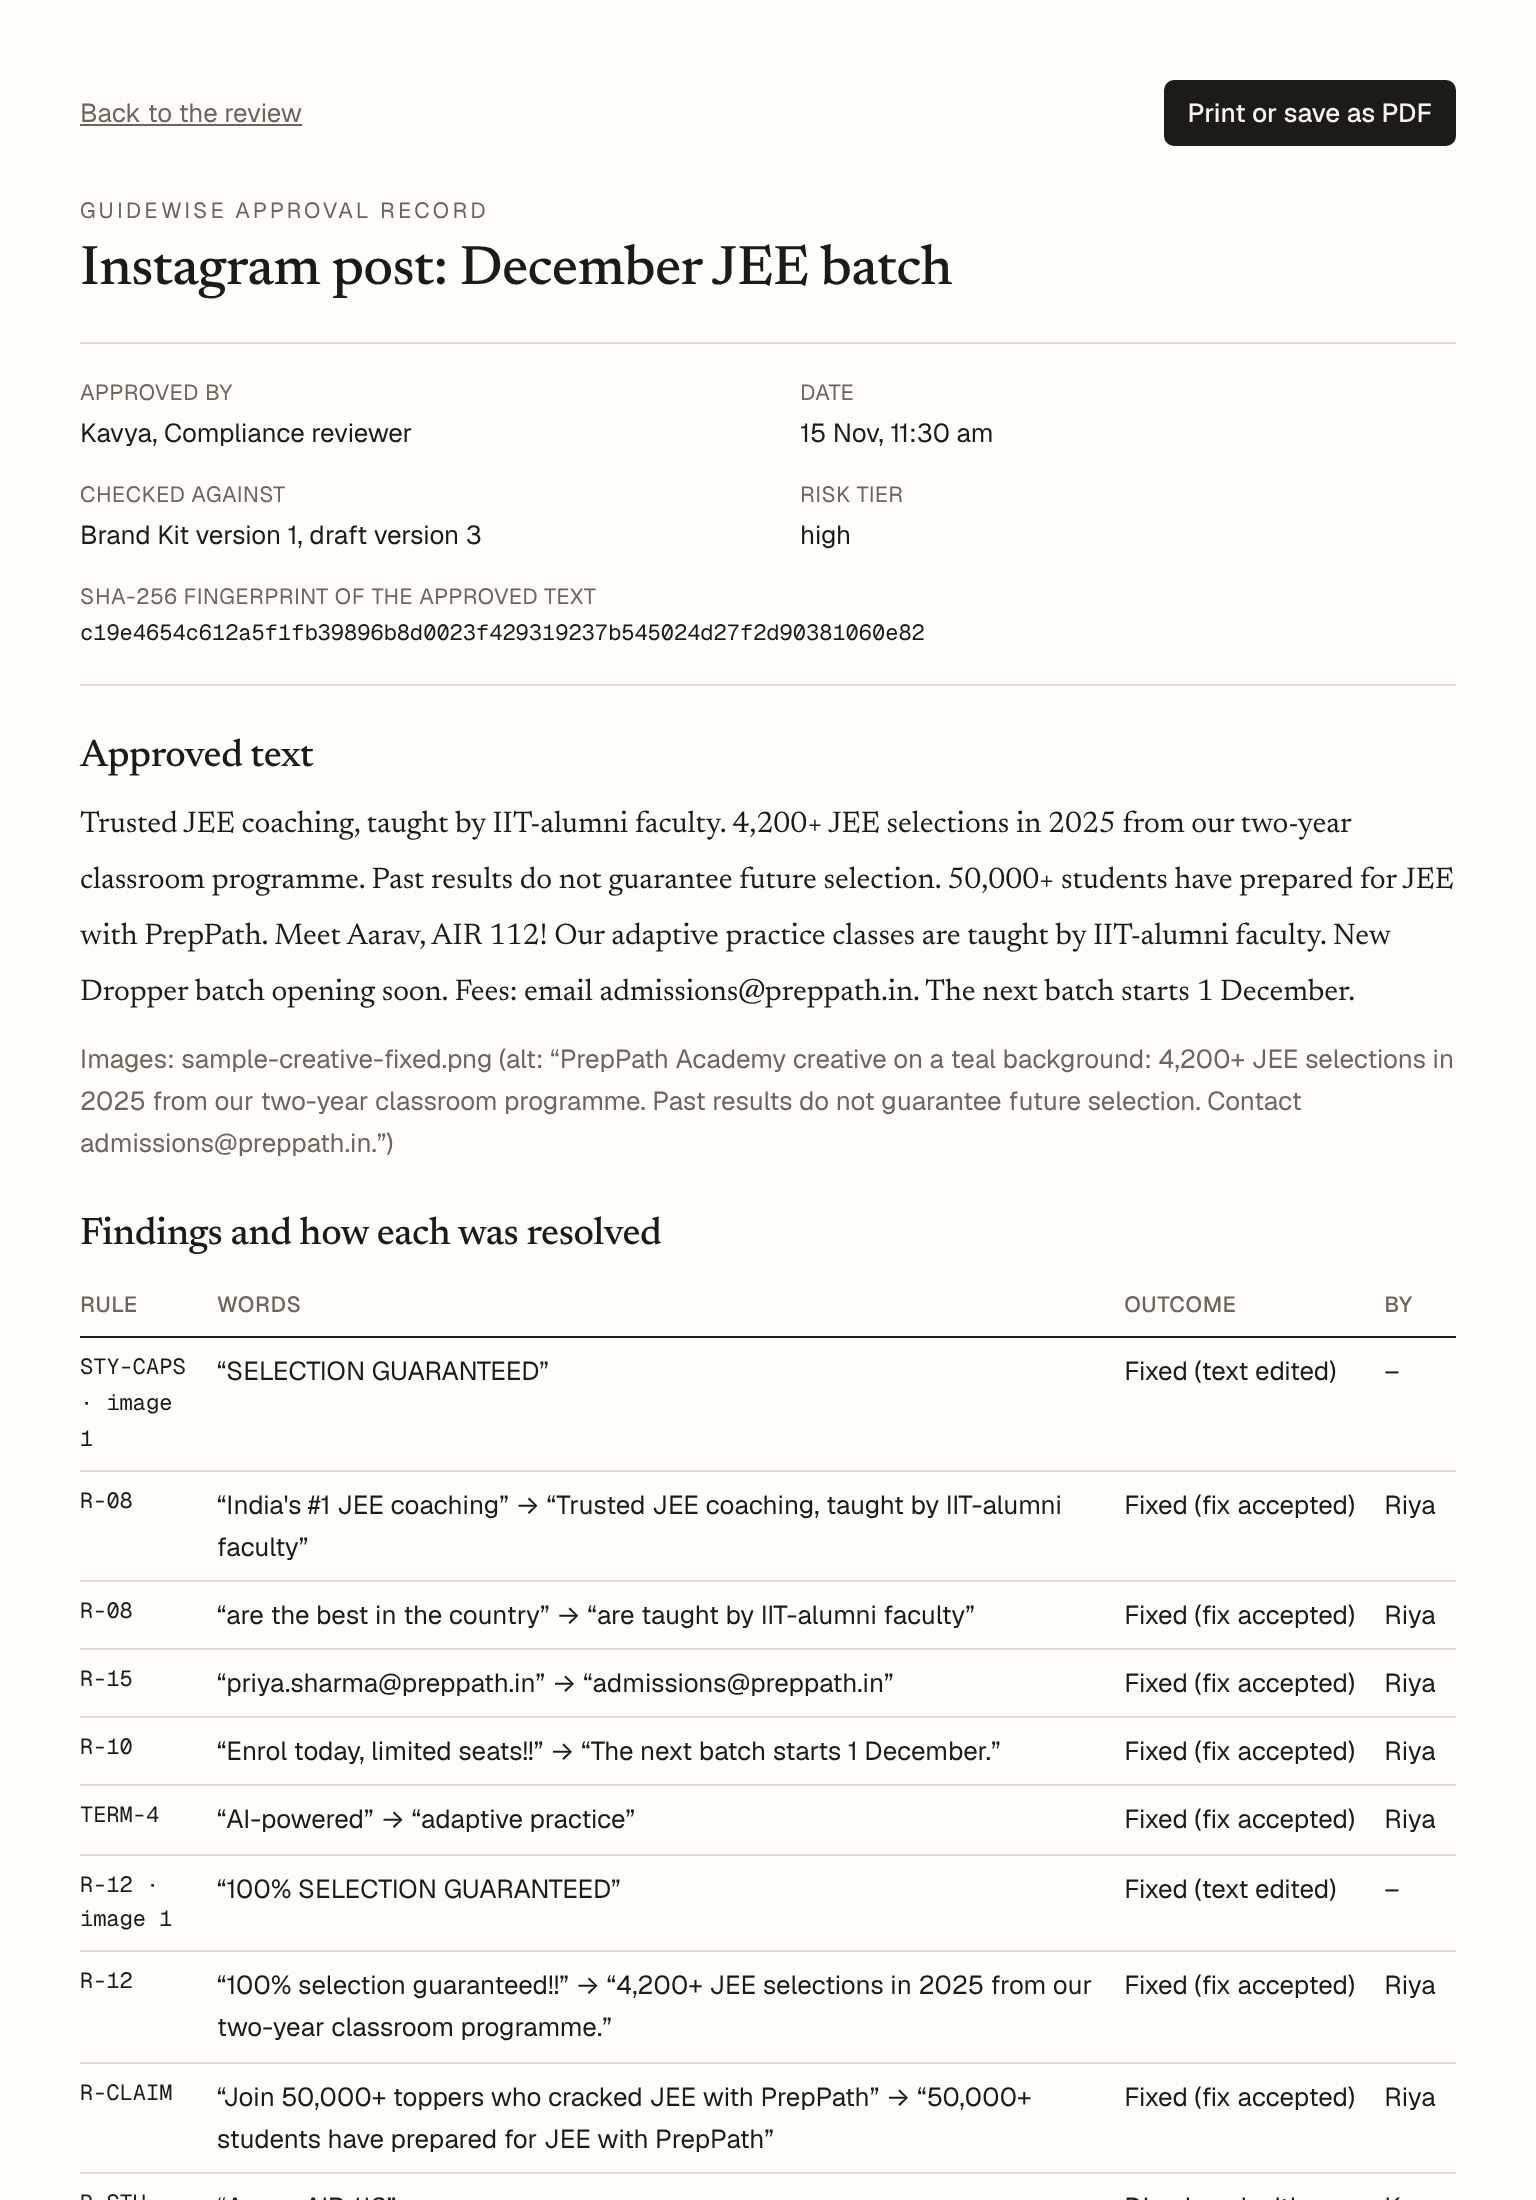 Back to the review
Print or save as PDF
GUIDEWISE APPROVAL RECORD
Instagram post: December JEE batch
APPROVED BY
DATE
Kavya, Compliance reviewer
15 Nov, 11:30 am
CHECKED AGAINST
RISK TIER
Brand Kit version 1, draft version 3
high
SHA-256 FINGERPRINT OF THE APPROVED TEXT
c19e4654c612a5f1fb39896b8d0023f429319237b545024d27f2d90381060e82
Approved text
Trusted JEE coaching, taught by IIT-alumni faculty. 4,200+ JEE selections in 2025 from our two-year
classroom programme. Past results do not guarantee future selection. 50,000+ students have prepared for JEE
with PrepPath. Meet Aarav, AIR 112! Our adaptive practice classes are taught by IIT-alumni faculty. New
Dropper batch opening soon. Fees: email admissions@preppath.in. The next batch starts 1 December.
Images: sample-creative-fixed.png (alt: “PrepPath Academy creative on a teal background: 4,200+ JEE selections in
2025 from our two-year classroom programme. Past results do not guarantee future selection. Contact
admissions@preppath.in.”)
Findings and how each was resolved
RULE WORDS OUTCOME BY
STY-CAPS “SELECTION GUARANTEED” Fixed (text edited) –
· image
1
R-08 “India's #1 JEE coaching” → “Trusted JEE coaching, taught by IIT-alumni Fixed (fix accepted) Riya
faculty”
R-08 “are the best in the country” → “are taught by IIT-alumni faculty” Fixed (fix accepted) Riya
R-15 “priya.sharma@preppath.in” → “admissions@preppath.in” Fixed (fix accepted) Riya
R-10 “Enrol today, limited seats!!” → “The next batch starts 1 December.” Fixed (fix accepted) Riya
TERM-4 “AI-powered” → “adaptive practice” Fixed (fix accepted) Riya
R-12 · “100% SELECTION GUARANTEED” Fixed (text edited) –
image 1
R-12 “100% selection guaranteed!!” → “4,200+ JEE selections in 2025 from our Fixed (fix accepted) Riya
two-year classroom programme.”
R-CLAIM “Join 50,000+ toppers who cracked JEE with PrepPath” → “50,000+ Fixed (fix accepted) Riya
students have prepared for JEE with PrepPath”